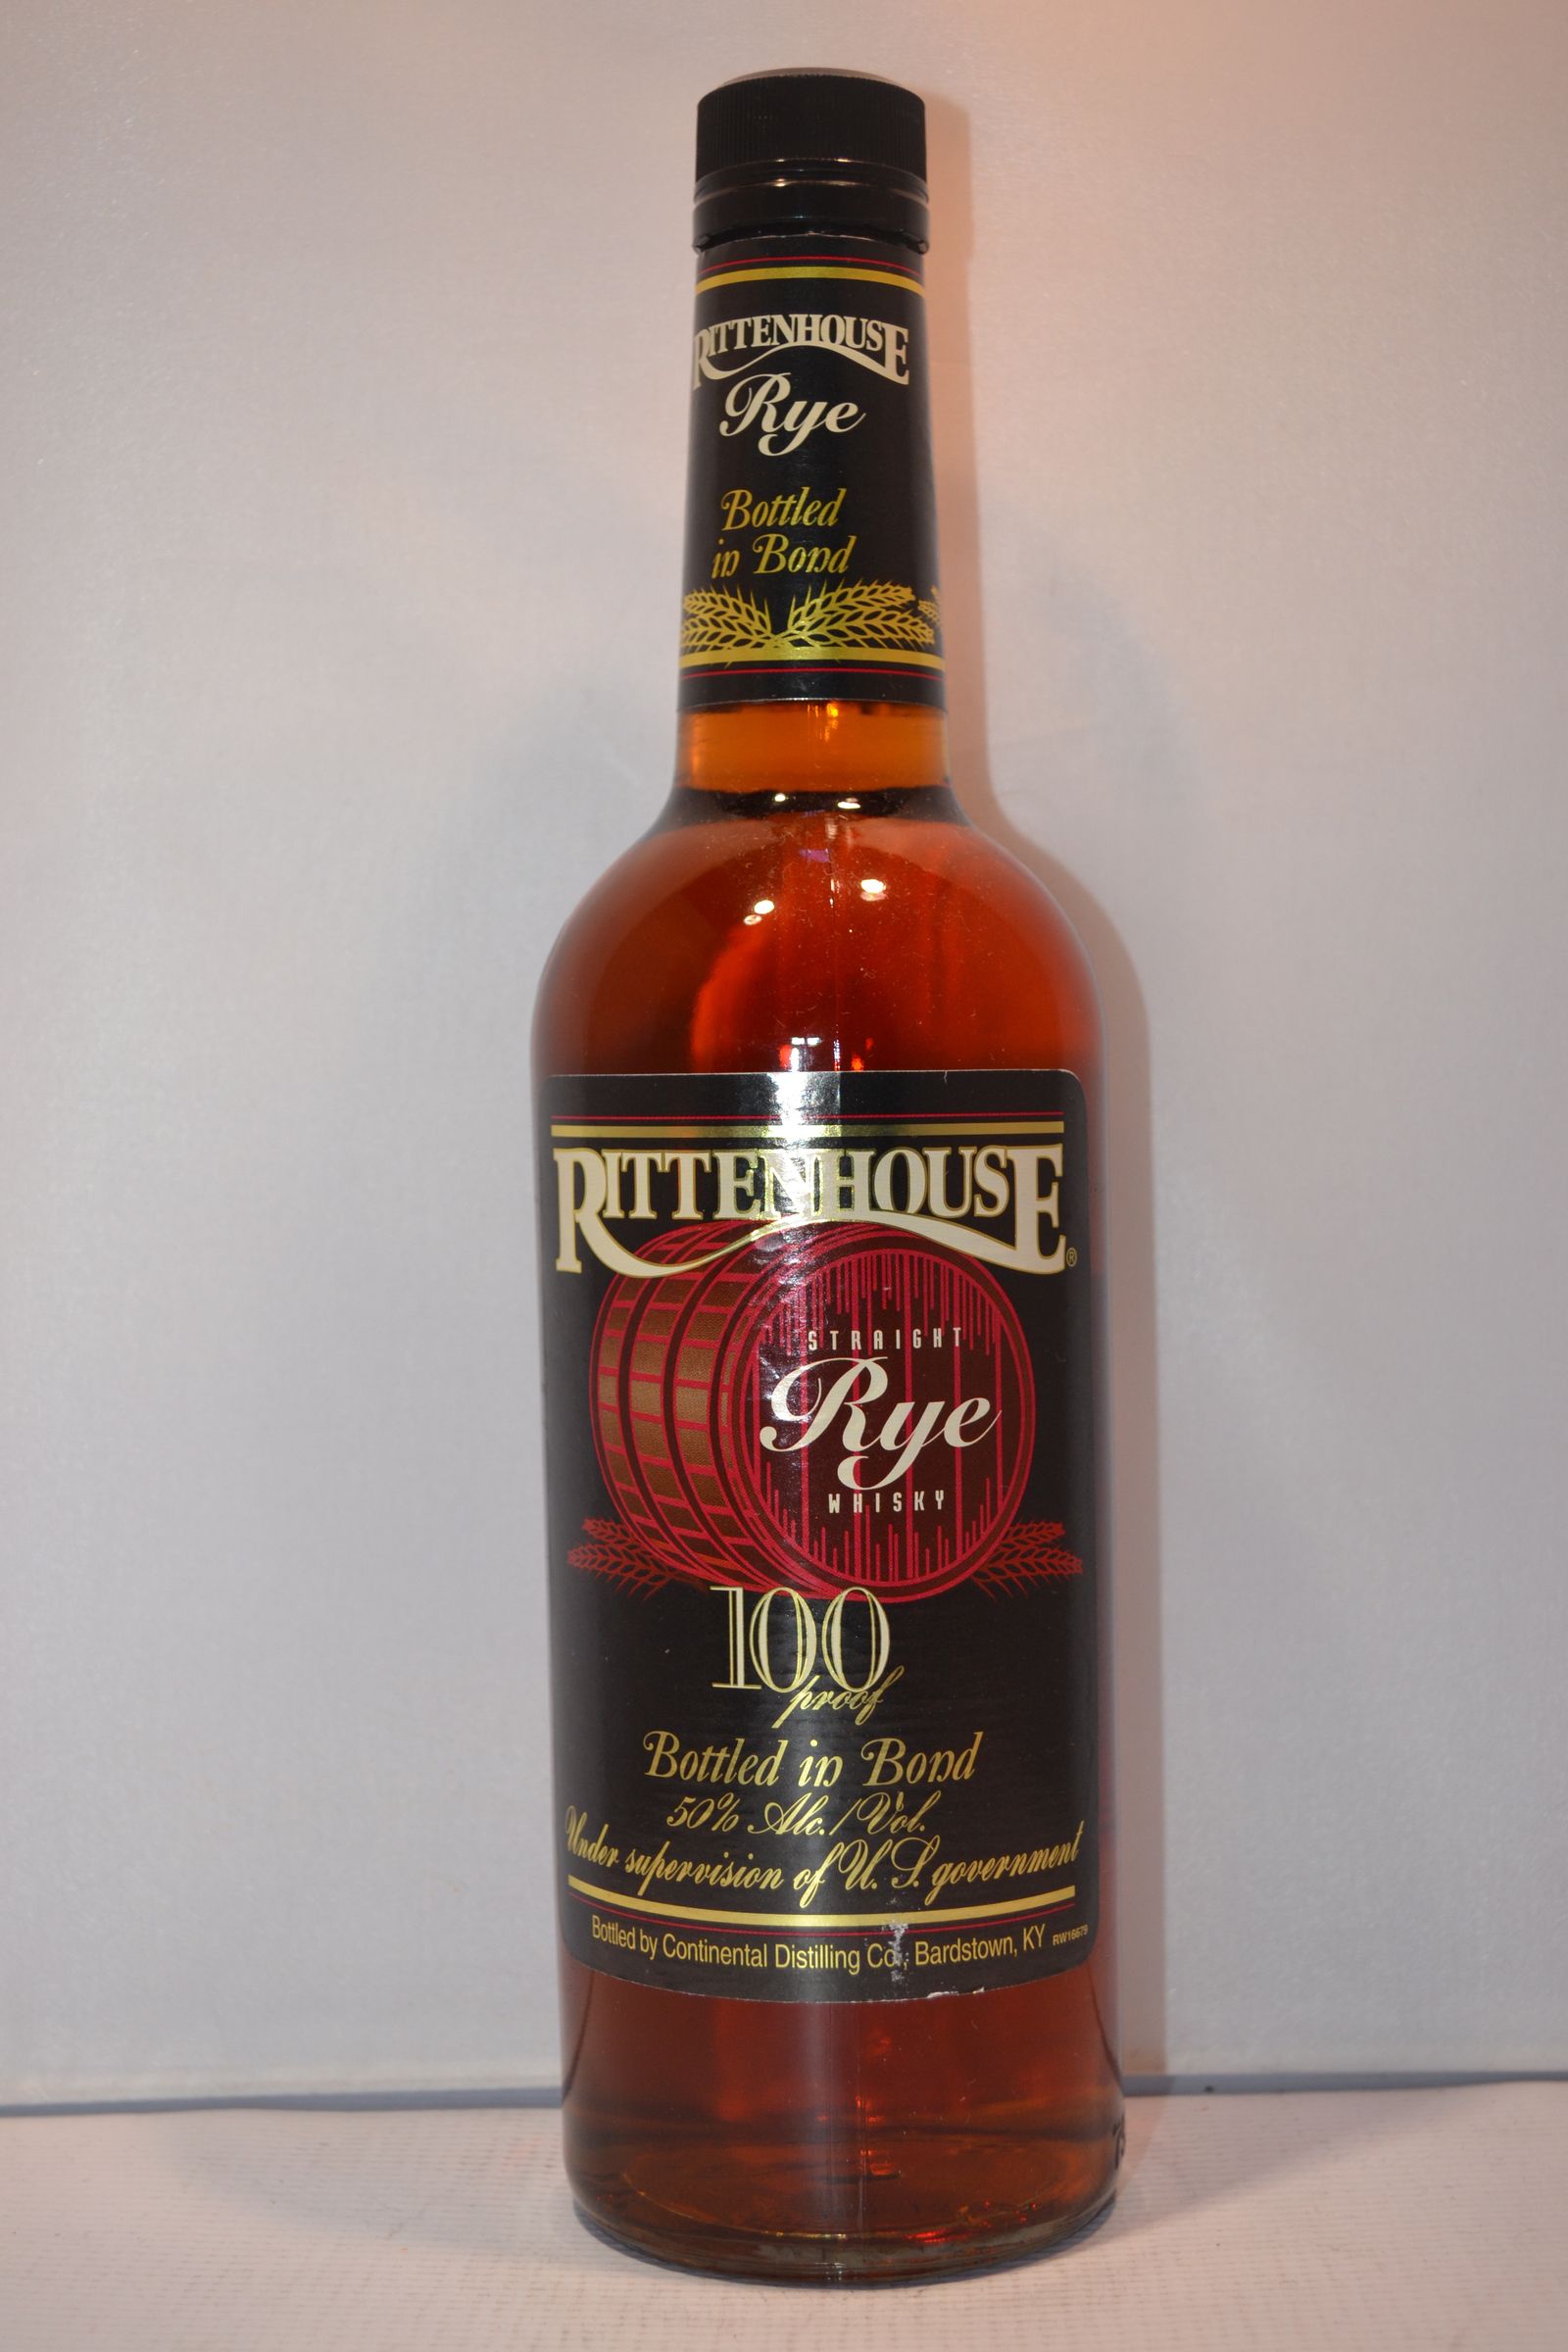 RITTENHOUSE
Rye
Bottled
in Bond
RITTENHOUSE®
STRAIGHT
Rye
WHISKY
100
proof
Bottled in Bond
50% Alc./Vol.
Under supervision of U.S. government
Bottled by Continental Distilling Co., Bardstown, KY RW16679